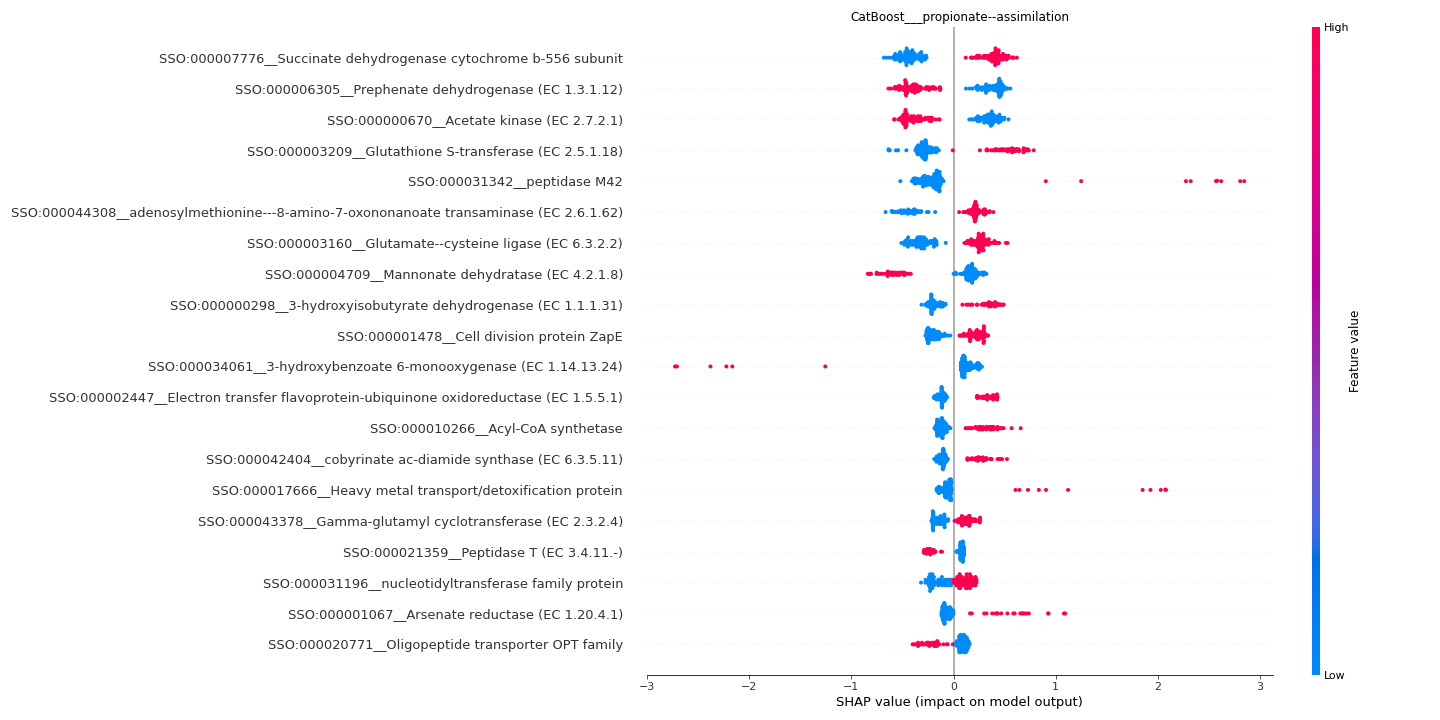 CatBoost___propionate--assimilation
High
SSO:000007776__Succinate dehydrogenase cytochrome b-556 subunit
SSO:000006305__Prephenate dehydrogenase (EC 1.3.1.12)
SSO:000000670__Acetate kinase (EC 2.7.2.1)
SSO:000003209__Glutathione S-transferase (EC 2.5.1.18)
SSO:000031342__peptidase M42
SSO:000044308__adenosylmethionine---8-amino-7-oxononanoate transaminase (EC 2.6.1.62)
SSO:000003160__Glutamate--cysteine ligase (EC 6.3.2.2)
SSO:000004709__Mannonate dehydratase (EC 4.2.1.8)
SSO:000000298__3-hydroxyisobutyrate dehydrogenase (EC 1.1.1.31)
SSO:000001478__Cell division protein ZapE
SSO:000034061__3-hydroxybenzoate 6-monooxygenase (EC 1.14.13.24)
SSO:000002447__Electron transfer flavoprotein-ubiquinone oxidoreductase (EC 1.5.5.1)
SSO:000010266__Acyl-CoA synthetase
SSO:000042404__cobyrinate ac-diamide synthase (EC 6.3.5.11)
SSO:000017666__Heavy metal transport/detoxification protein
SSO:000043378__Gamma-glutamyl cyclotransferase (EC 2.3.2.4)
SSO:000021359__Peptidase T (EC 3.4.11.-)
SSO:000031196__nucleotidyltransferase family protein
SSO:000001067__Arsenate reductase (EC 1.20.4.1)
SSO:000020771__Oligopeptide transporter OPT family
Feature value
Low
−3 −2 −1 0 1 2 3
SHAP value (impact on model output)